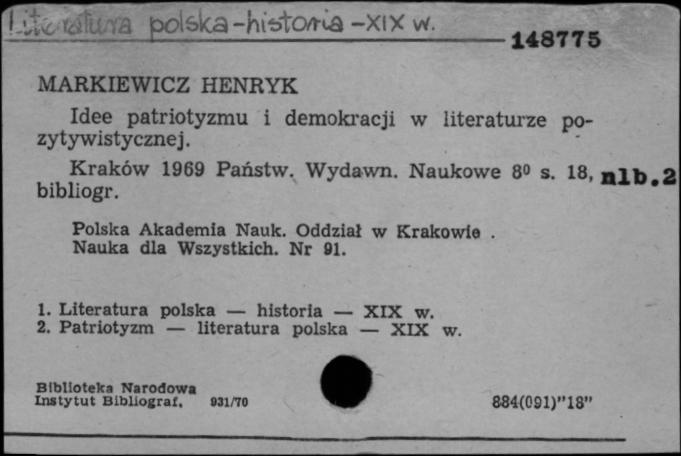 Literatura polska-historia-XIX w.
148775
MARKIEWICZ HENRYK
Idee patriotyzmu i demokracji w literaturze po-
zytywistycznej.
Kraków 1969 Państw. Wydawn. Naukowe 8⁰ s. 18, nlb.2
bibliogr.
Polska Akademia Nauk. Oddział w Krakowie .
Nauka dla Wszystkich. Nr 91.
1. Literatura polska — historia — XIX w.
2. Patriotyzm — literatura polska — XIX w.
Biblioteka Narodowa
Instytut Bibliograf. 931/70
884(091)"18"